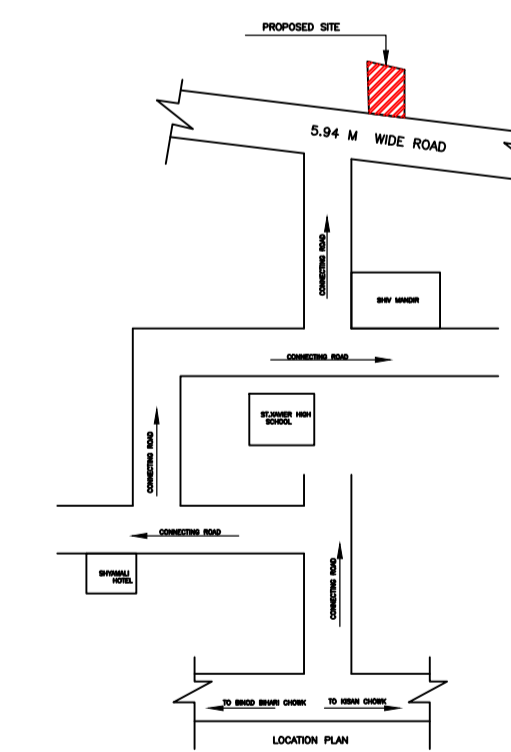 PROPOSED SITE
5.94 M WIDE ROAD
CONNECTING ROAD
SHIV MANDIR
CONNECTING ROAD
ST.XAVIER HIGH
SCHOOL
CONNECTING ROAD
CONNECTING ROAD
SHYAMALI
HOTEL
CONNECTING ROAD
TO BINOD BIHARI CHOWK
TO KISAN CHOWK
LOCATION PLAN